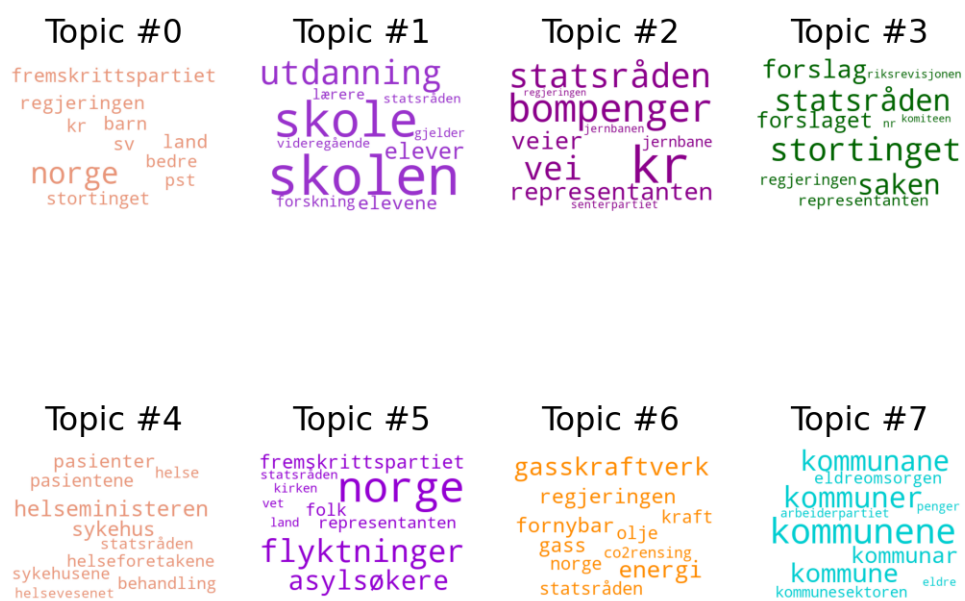 Topic #0
fremskrittspartiet
regjeringen
kr barn
sv land
bedre
norge pst
stortinget
Topic #1
utdanning
lærere statsråden
skole
gjelder
videregående
elever
skolen
forskning elevene
Topic #2
statsråden
regjeringen
bompenger
jernbanen
veier jernbane
vei kr
representanten
senterpartiet
Topic #3
forslag riksrevisjonen
statsråden
forslaget nr komiteen
stortinget
regjeringen saken
representanten
Topic #4
pasienter
helse
pasientene
helseministeren
sykehus
statsråden
helseforetakene
sykehusene
behandling
helsevesenet
Topic #5
fremskrittspartiet
statsråden
kirken norge
vet folk
land representanten
flyktninger
asylsøkere
Topic #6
gasskraftverk
regjeringen
kraft
fornybar olje
gass co2rensing
norge energi
statsråden
Topic #7
kommunane
eldreomsorgen
kommuner penger
arbeiderpartiet
kommunene
kommunar
kommune eldre
kommunesektoren